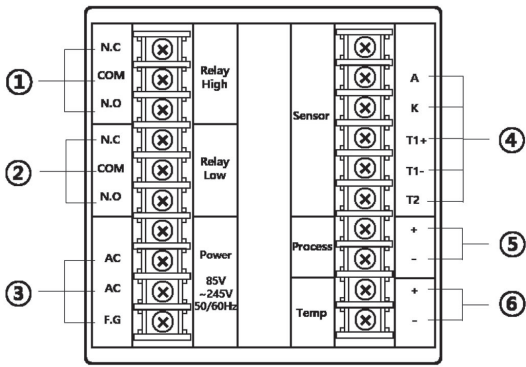 ①
N.C
COM
N.O
Relay
High
②
N.C
COM
N.O
Relay
Low
③
AC
AC
F.G
Power
85V
~245V
50/60Hz
Sensor
A
K
T1+
T1-
T2
④
Process
+
-
⑤
Temp
+
-
⑥